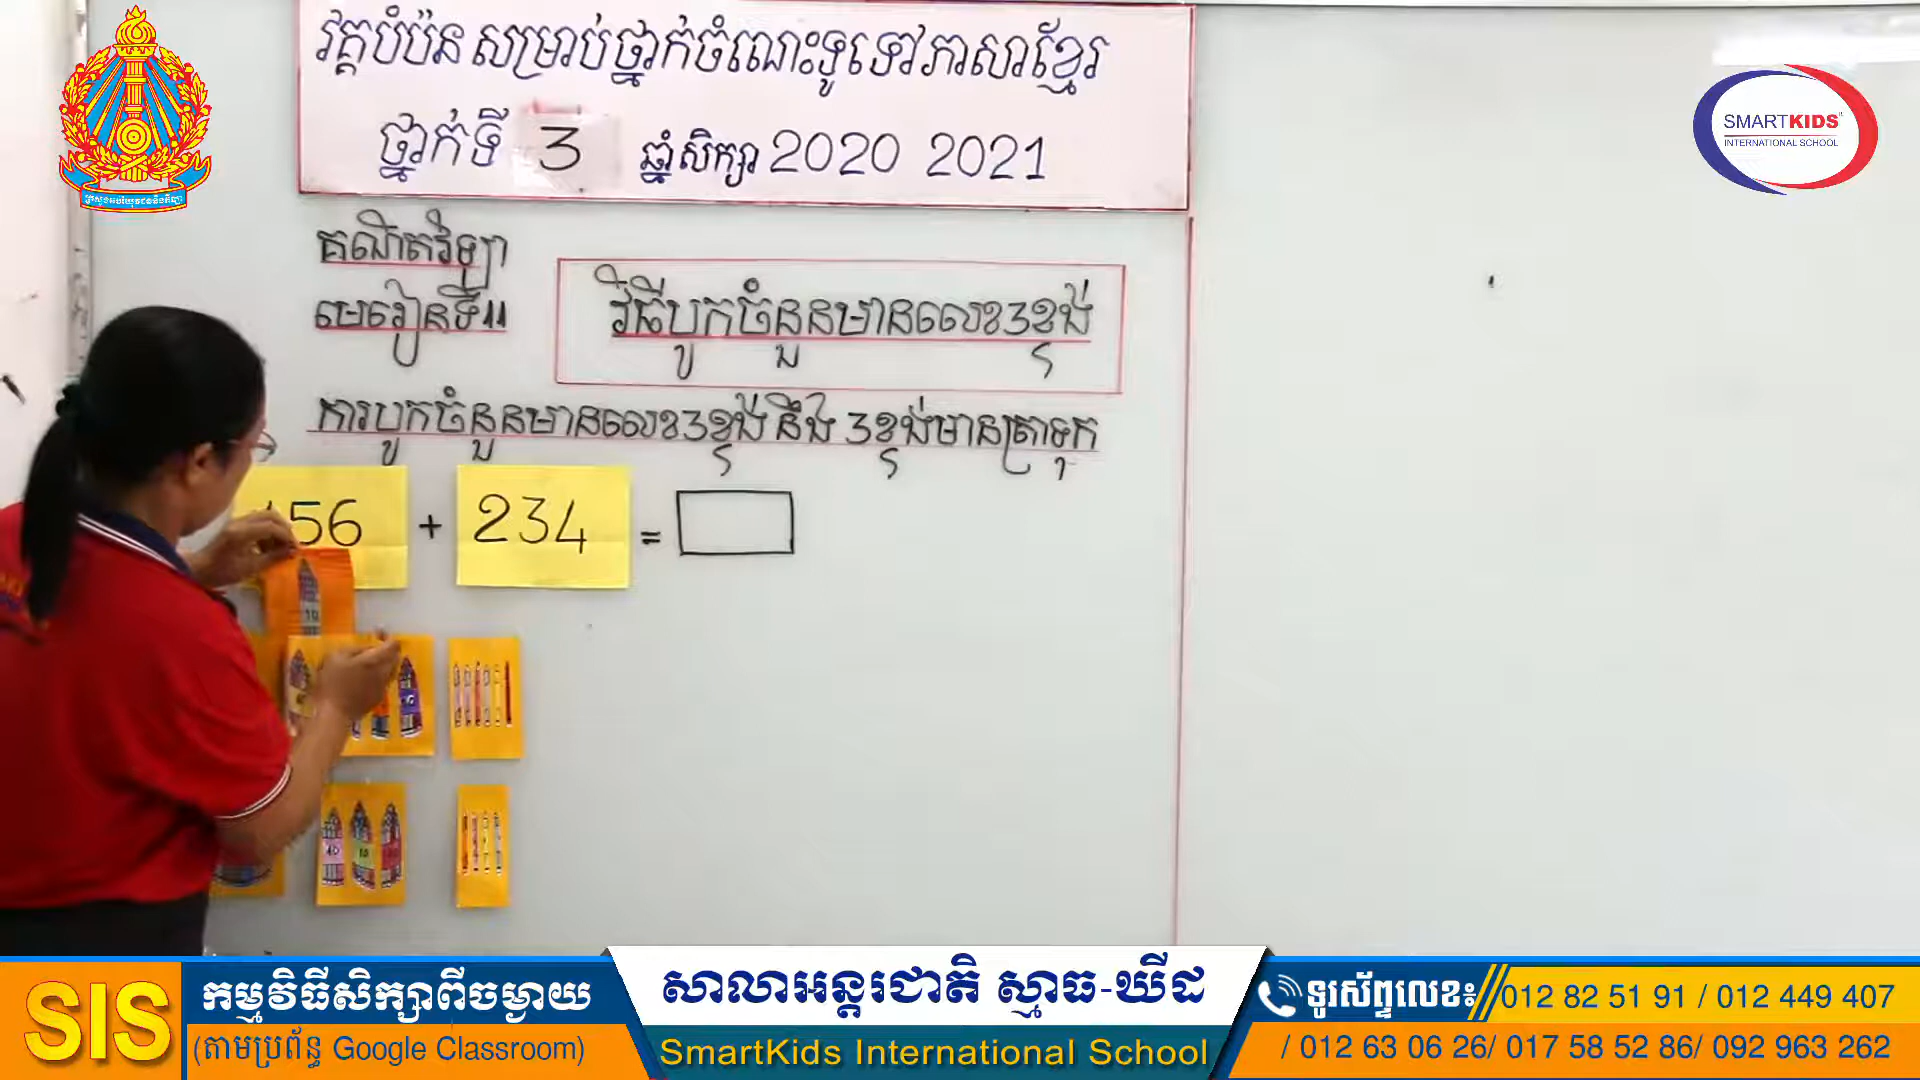 វគ្គបំប៉ន សម្រាប់ថ្នាក់ចំណេះទូទៅភាសាខ្មែរ
ថ្នាក់ទី 3 ឆ្នាំសិក្សា 2020 2021
SMARTKIDS
INTERNATIONAL SCHOOL
គណិតវិទ្យា
មេរៀនទី11
វិធីបូកចំនួនមានលេខ3ខ្ទង់
ការបូកចំនួនមានលេខ3ខ្ទង់ និង 3ខ្ទង់មានត្រាទុក
56 + 234 =
SIS
កម្មវិធីសិក្សាពីចម្ងាយ
(តាមប្រព័ន្ធ Google Classroom)
សាលាអន្តរជាតិ ស្មាធ-ឃីដ
SmartKids International School
ទូរស័ព្ទលេខ៖ 012 82 51 91 / 012 449 407
/ 012 63 06 26/ 017 58 52 86/ 092 963 262